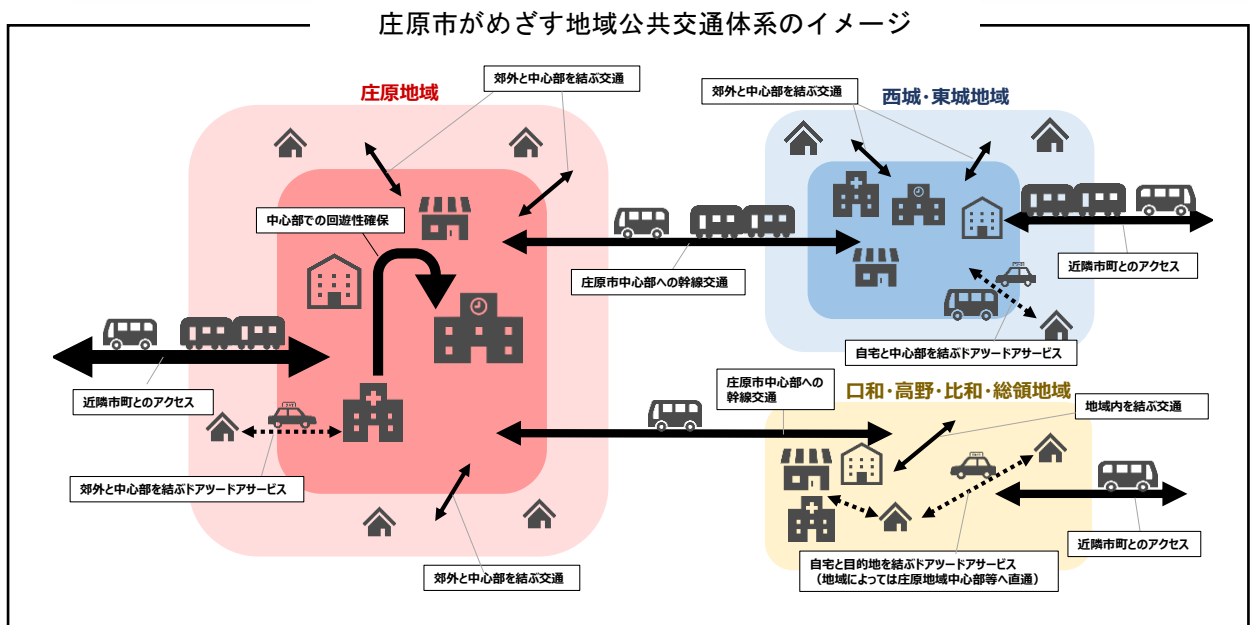 庄原市がめざす地域公共交通体系のイメージ
郊外と中心部を結ぶ交通
庄原地域
中心部での回遊性確保
庄原市中心部への幹線交通
近隣市町とのアクセス
郊外と中心部を結ぶドアツードアサービス
郊外と中心部を結ぶ交通
郊外と中心部を結ぶ交通
西城・東城地域
近隣市町とのアクセス
自宅と中心部を結ぶドアツードアサービス
庄原市中心部への
幹線交通
口和・高野・比和・総領地域
地域内を結ぶ交通
近隣市町とのアクセス
自宅と目的地を結ぶドアツードアサービス
（地域によっては庄原地域中心部等へ直通）